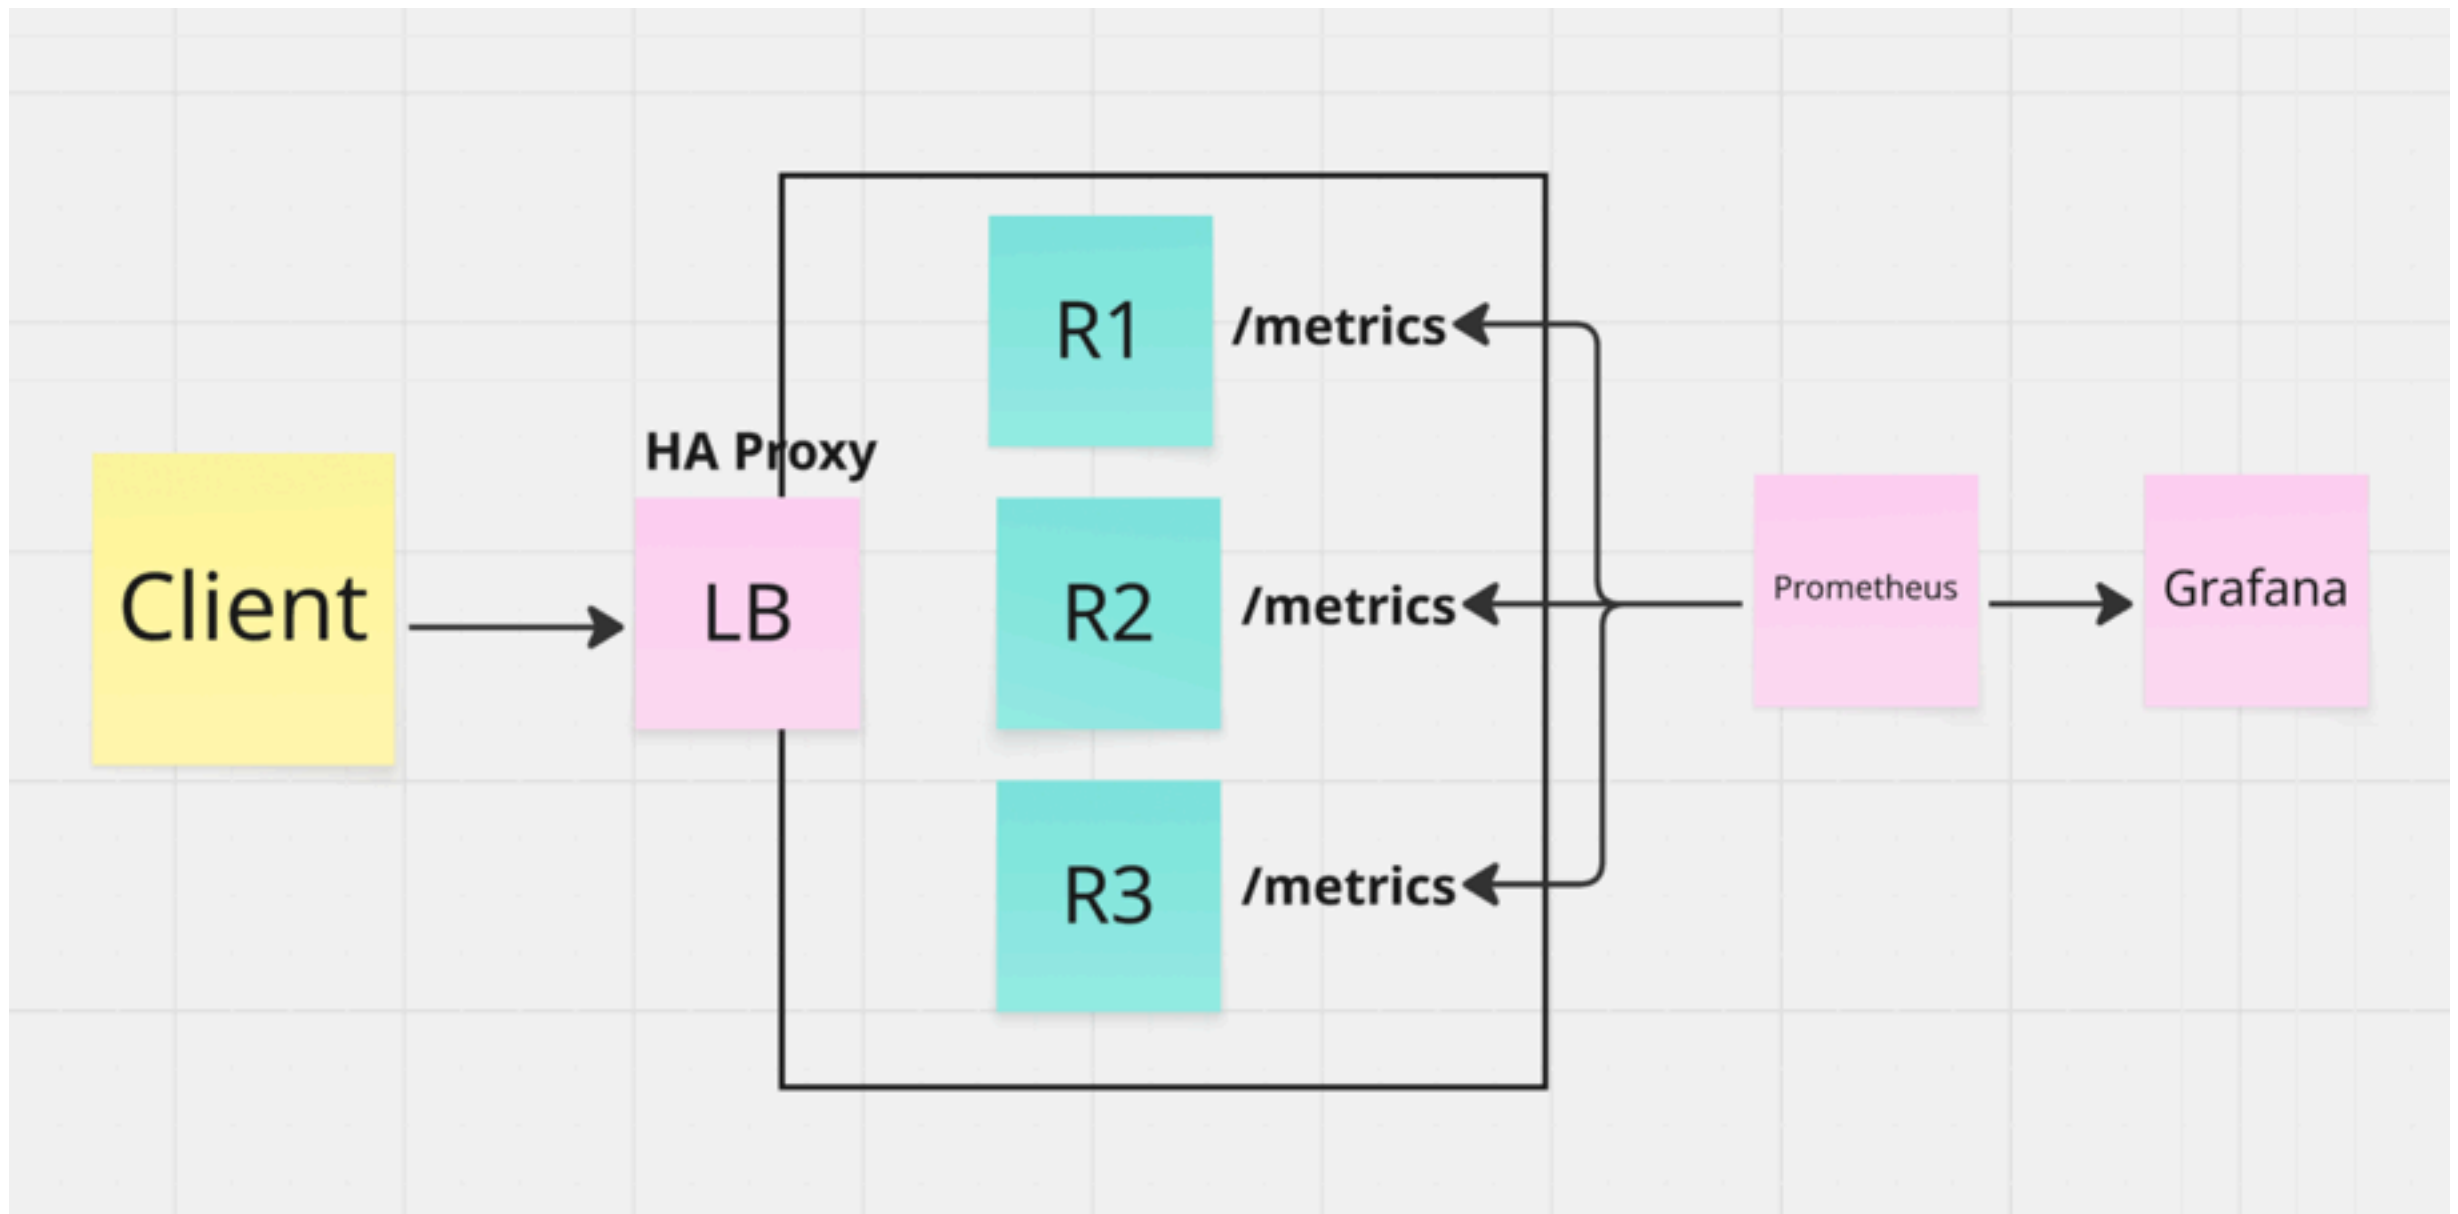 Client
HA Proxy
LB
R1
/metrics
R2
/metrics
R3
/metrics
Prometheus
Grafana